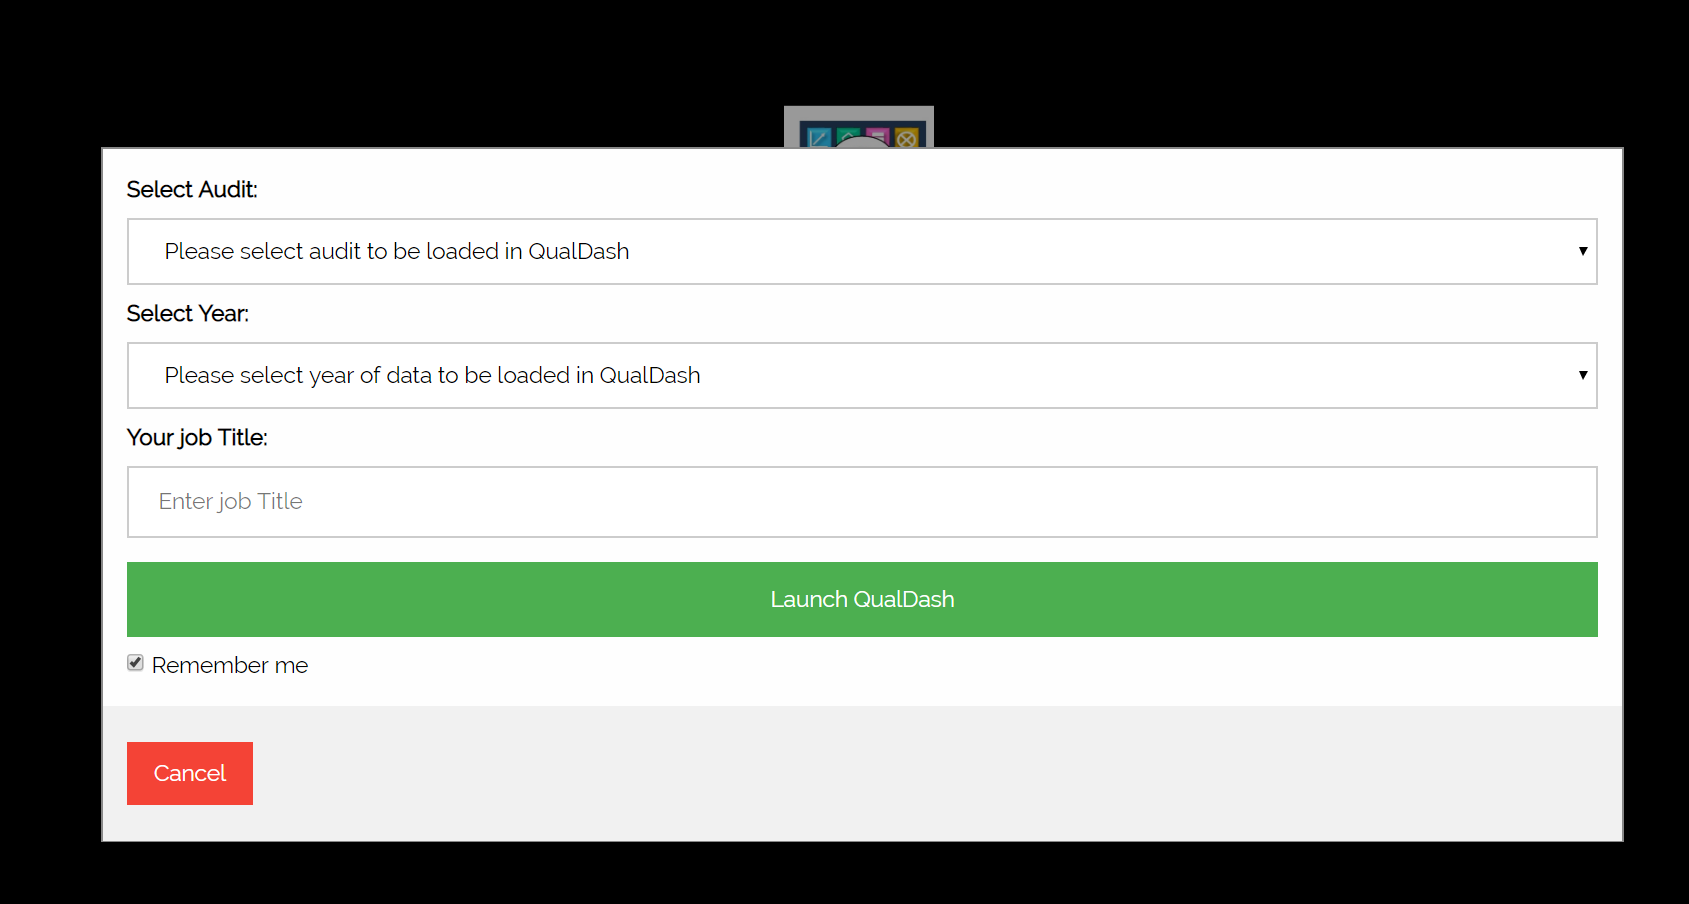 Select Audit:
Please select audit to be loaded in QualDash
Select Year:
Please select year of data to be loaded in QualDash
Your job Title:
Enter job Title
Launch QualDash
Remember me
Cancel